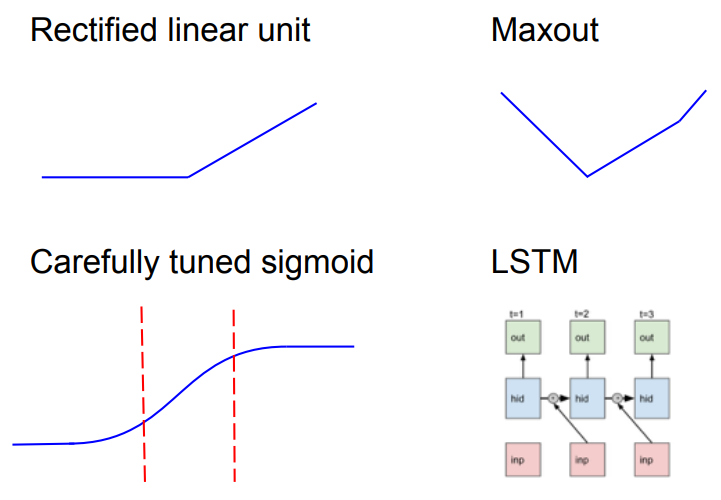 Rectified linear unit
Maxout
Carefully tuned sigmoid
LSTM
t=1 t=2 t=3
out out out
hid + hid + hid
inp inp inp